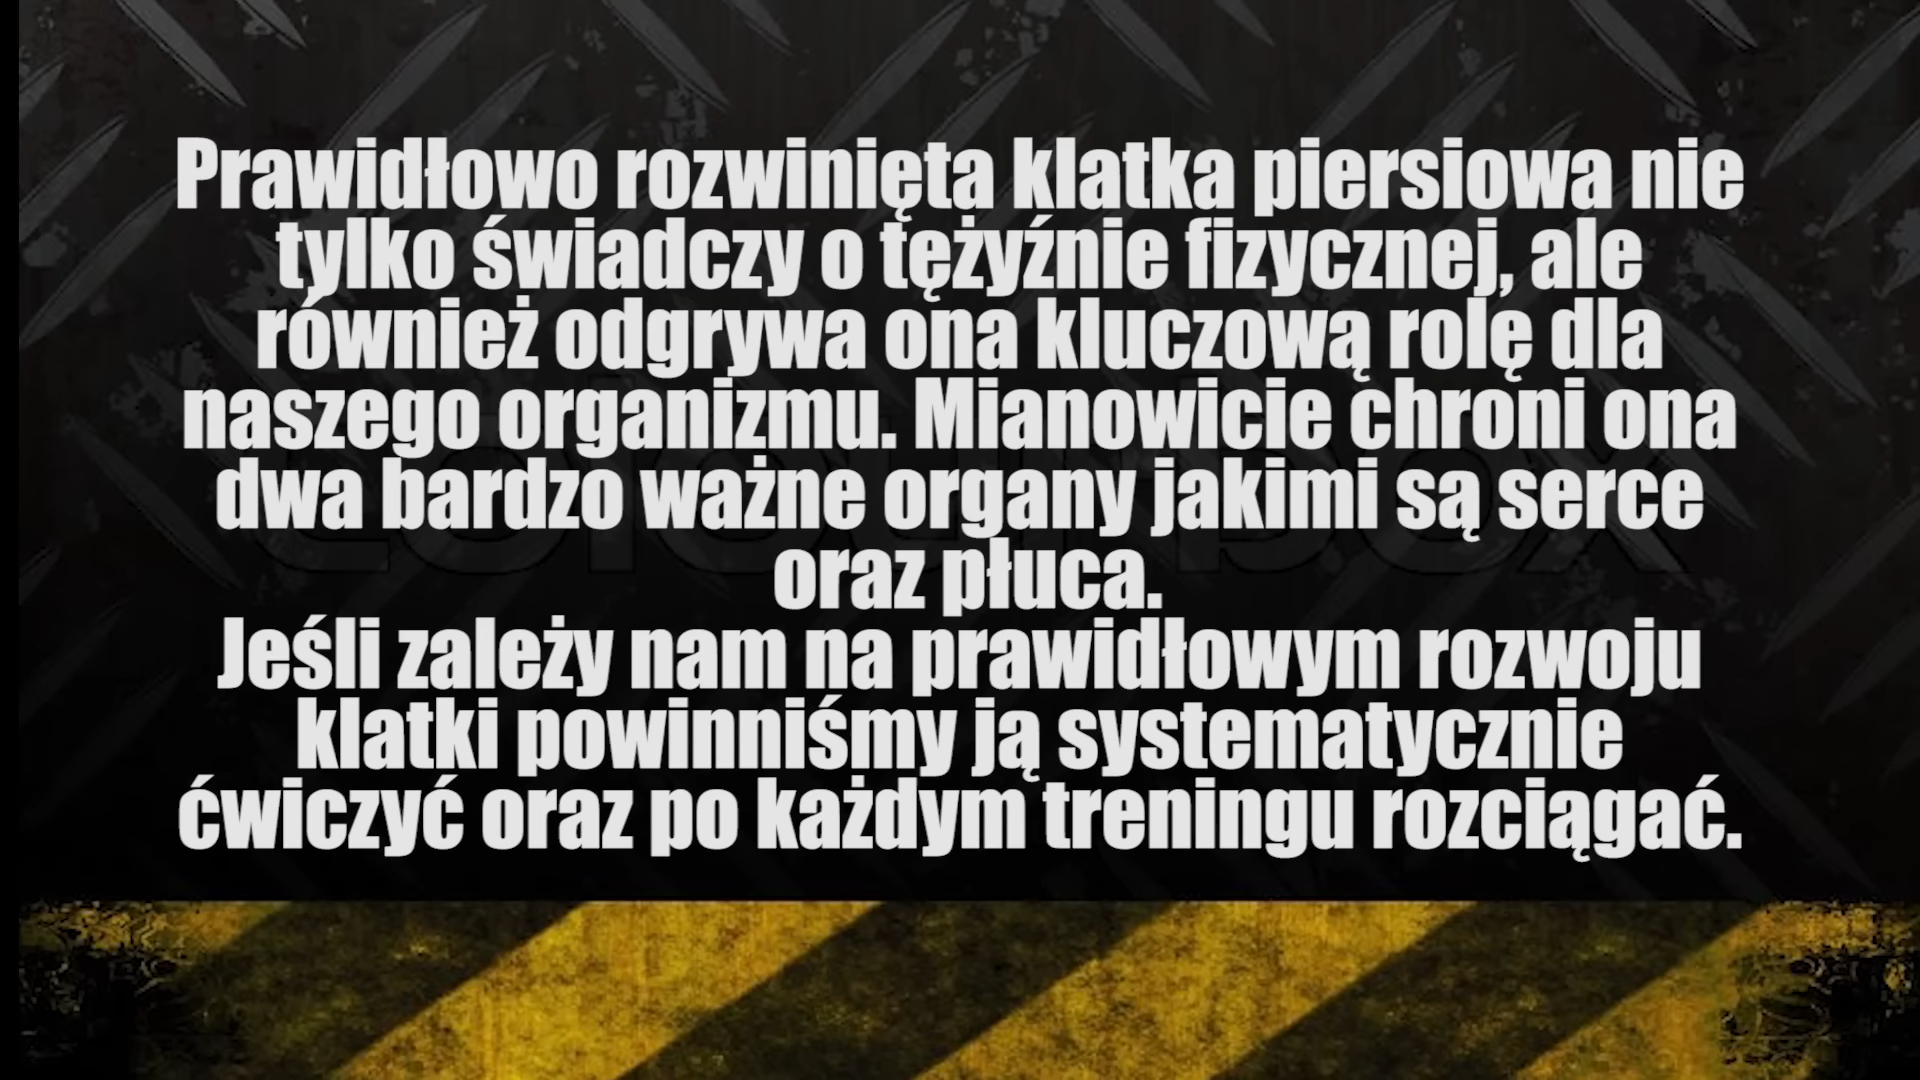 Prawidłowo rozwinięta klatka piersiowa nie
tylko świadczy o tężyźnie fizycznej, ale
również odgrywa ona kluczową rolę dla
naszego organizmu. Mianowicie chroni ona
dwa bardzo ważne organy jakimi są serce
oraz płuca.
Jeśli zależy nam na prawidłowym rozwoju
klatki powinniśmy ją systematycznie
ćwiczyć oraz po każdym treningu rozciągać.